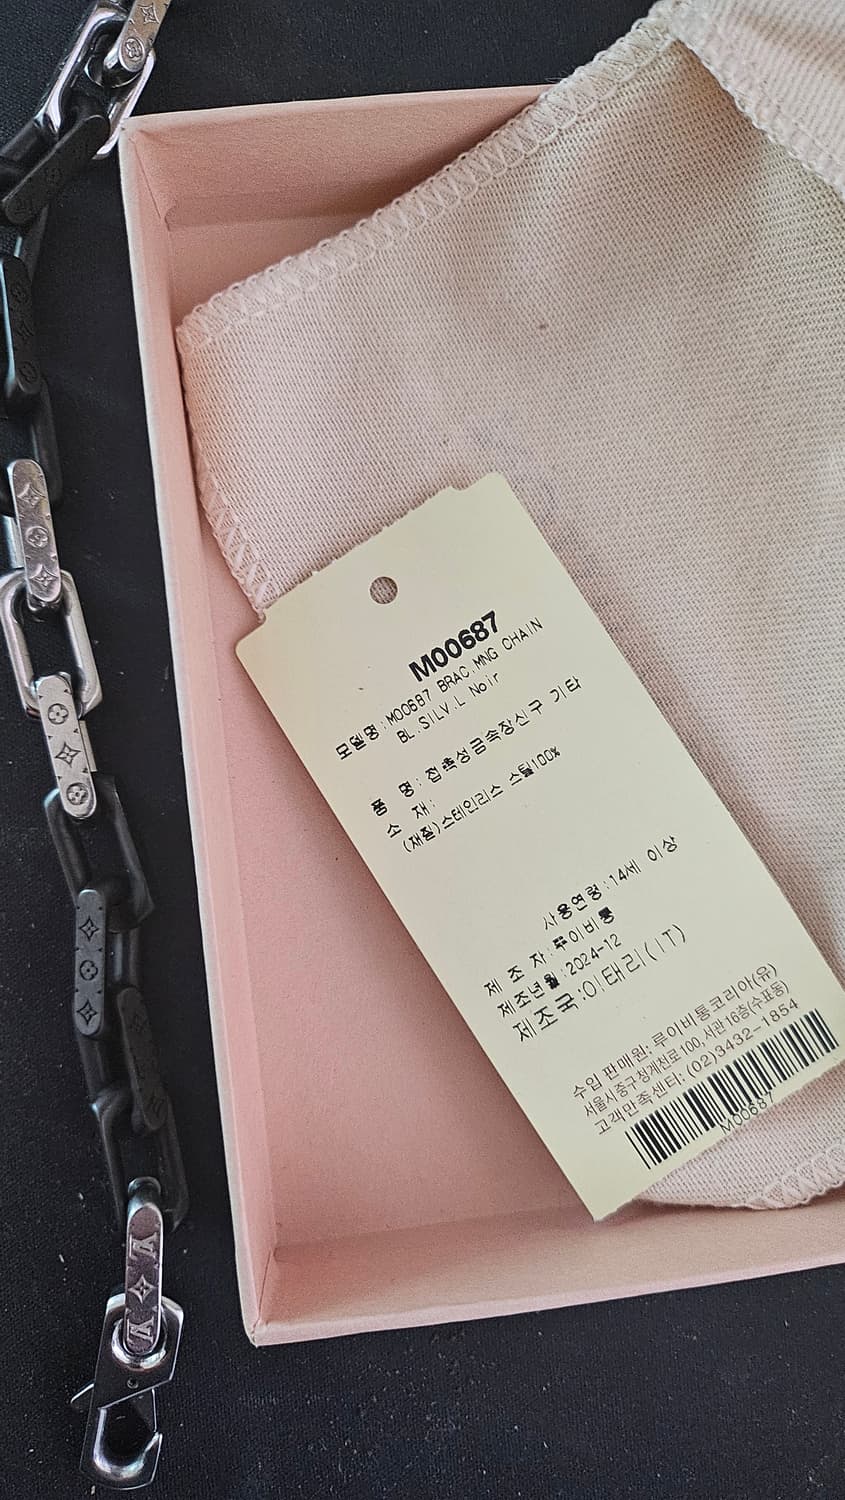 M00687
모델명:M00687 BRAC.MNG CHAIN
BL.SILV.L Noir
품 명:접촉성금속장신구 기타
소 재:
(재질)스테인리스 스틸100%
사용연령:14세 이상
제 조 자:루이비통
제조년월:2024-12
제조국:이태리(IT)
수입 판매원: 루이비통코리아(유)
서울시중구청계천로100, 서관16층(수표동)
고객만족센터: (02)3432-1854
M00687